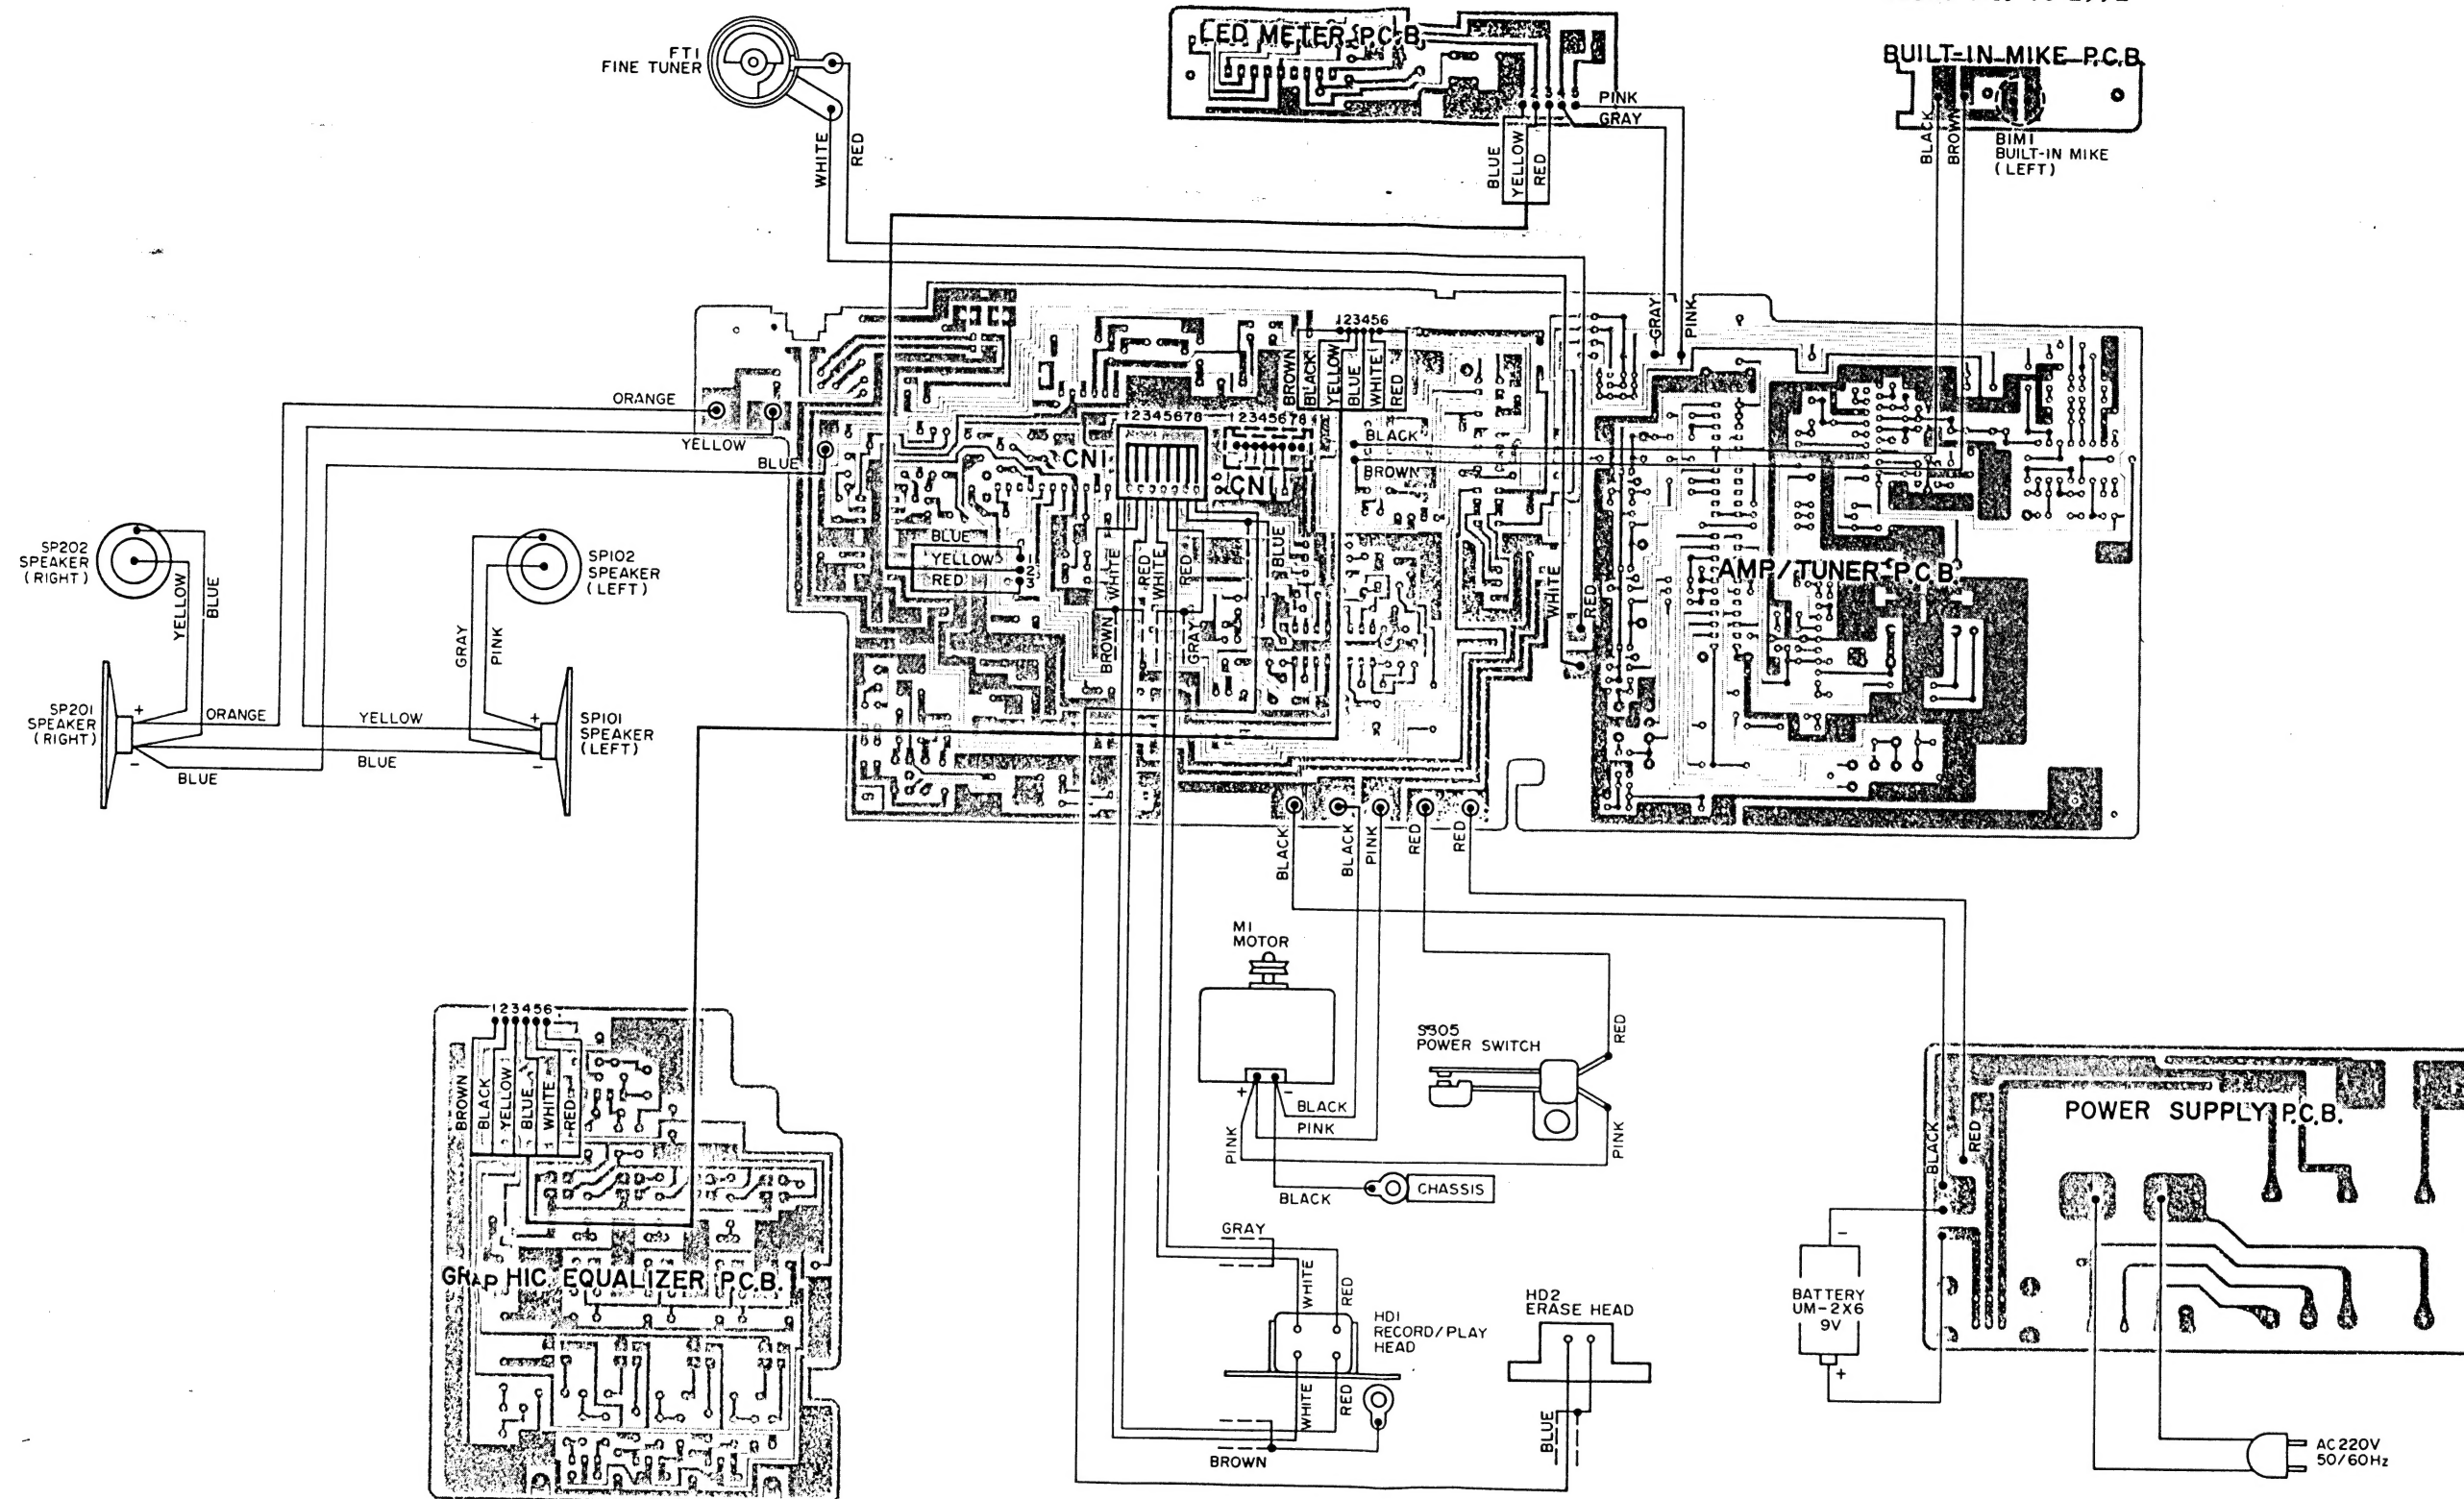 FT1
FINE TUNER
WHITE
RED
LED METER P.C.B.
PINK
GRAY
BLUE
YELLOW
RED
BUILT-IN MIKE P.C.B.
BLACK
BROWN
BIM1
BUILT-IN MIKE
(LEFT)
GRAY
PINK
123456
BROWN
BLACK
YELLOW
BLUE
WHITE
RED
ORANGE
YELLOW
BLUE
12345678
12345678
CN1
CN1
BLACK
BROWN
BLUE
YELLOW
RED
1
2
3
WHITE
RED
WHITE
RED
BLUE
BROWN
GRAY
WHITE
RED
AMP/TUNER P.C.B.
SP202
SPEAKER
(RIGHT)
YELLOW
BLUE
SP102
SPEAKER
(LEFT)
GRAY
PINK
SP201
SPEAKER
(RIGHT)
+
-
ORANGE
BLUE
YELLOW
BLUE
+
-
SP101
SPEAKER
(LEFT)
BLACK
BLACK
PINK
RED
RED
M1
MOTOR
+
-
BLACK
PINK
PINK
BLACK
CHASSIS
S305
POWER SWITCH
RED
PINK
123456
BROWN
BLACK
YELLOW
BLUE
WHITE
RED
GRAPHIC EQUALIZER P.C.B.
GRAY
WHITE
RED
HD1
RECORD/PLAY
HEAD
WHITE
RED
BROWN
HD2
ERASE HEAD
BLUE
BLACK
RED
POWER SUPPLY P.C.B.
-
BATTERY
UM-2X6
9V
+
AC220V
50/60Hz